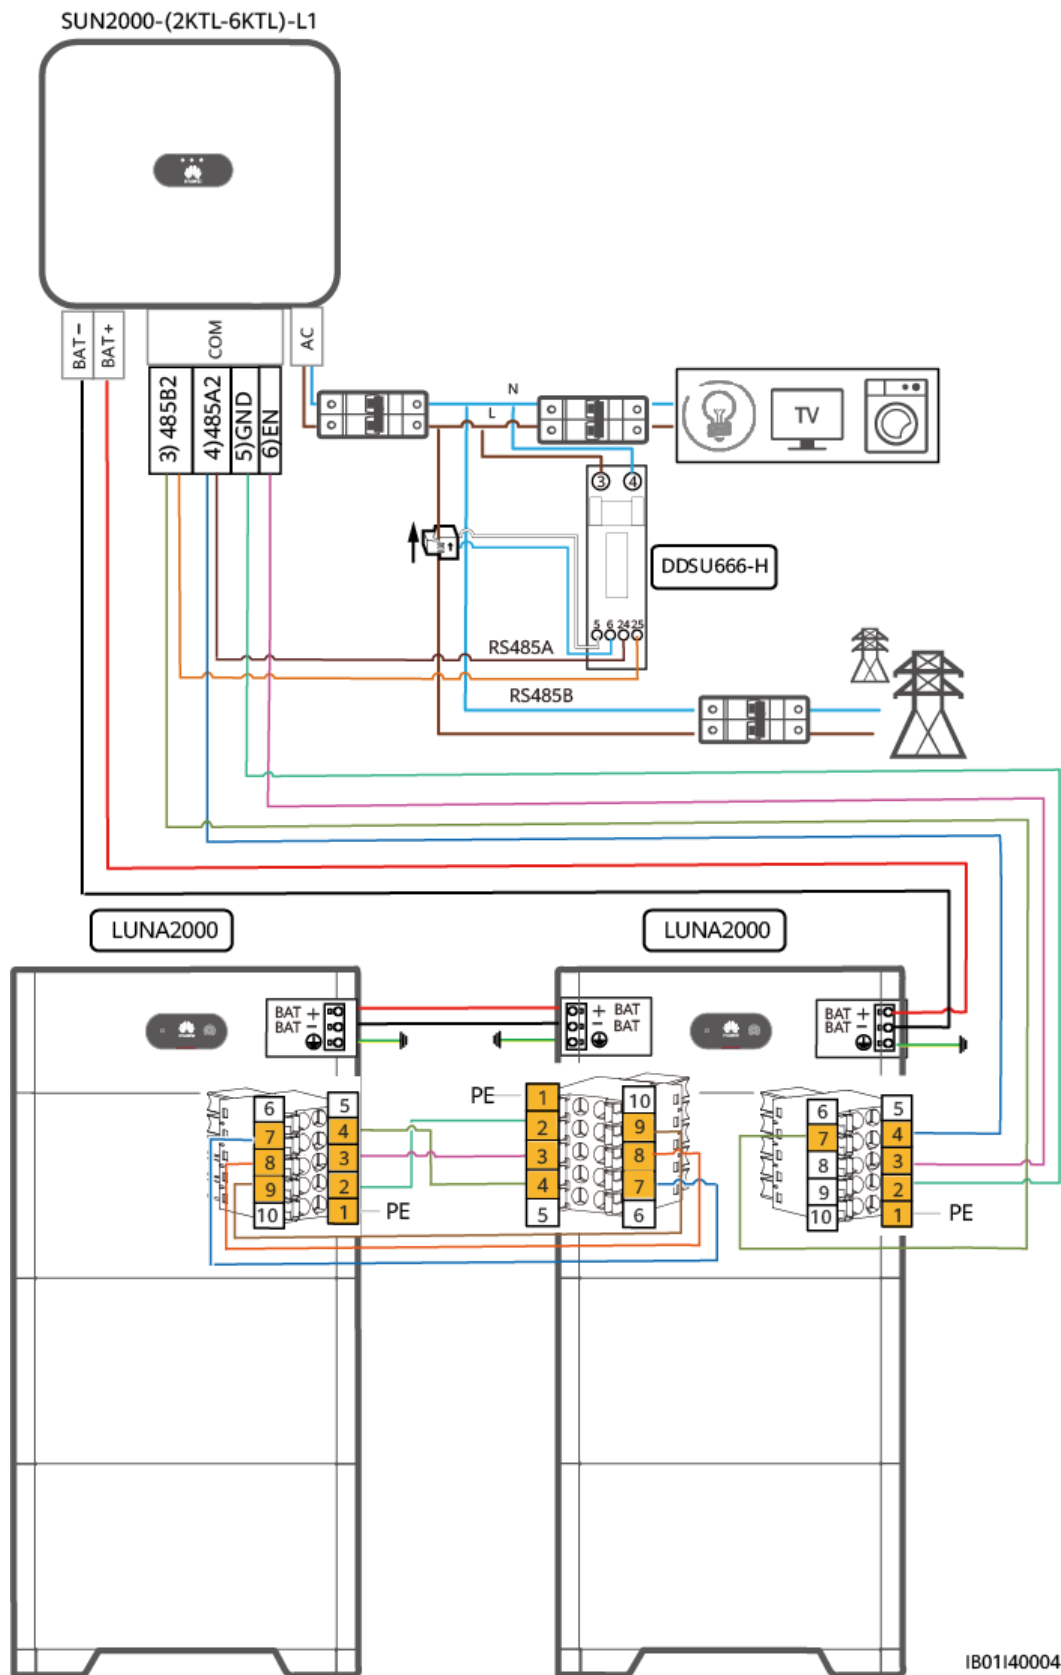 SUN2000-(2KTL-6KTL)-L1
BAT-
BAT+
COM
AC
3) 485B2
4)485A2
5)GND
6)EN
N
L
TV
3 4
DDSU666-H
5 6 24 25
RS485A
RS485B
LUNA2000
LUNA2000
BAT +
BAT -
+ BAT
- BAT
BAT +
BAT -
6
7
8
9
10
5
4
3
2
1
PE
PE
1
2
3
4
5
10
9
8
7
6
6
7
8
9
10
5
4
3
2
1
PE
IB01I40004